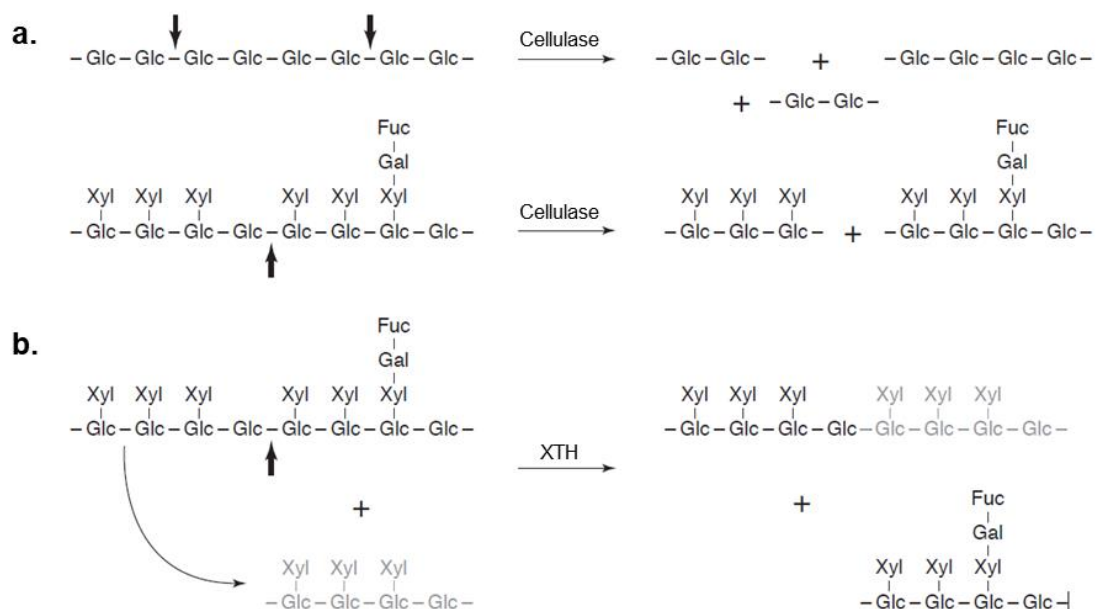 a.
– Glc – Glc – Glc – Glc – Glc – Glc – Glc – Glc – Cellulase – Glc – Glc – + – Glc – Glc – Glc – Glc –
+ – Glc – Glc –
Fuc Fuc
Gal Gal
Xyl Xyl Xyl Xyl Xyl Xyl Xyl Xyl Xyl Xyl Xyl Xyl
– Glc – Glc – Glc – Glc – Glc – Glc – Glc – Glc – Cellulase – Glc – Glc – Glc – + – Glc – Glc – Glc – Glc –
b.
Fuc
Gal
Xyl Xyl Xyl Xyl Xyl Xyl Xyl Xyl Xyl Xyl Xyl Xyl
– Glc – Glc – Glc – Glc – Glc – Glc – Glc – Glc – – Glc – Glc – Glc – Glc – Glc – Glc – Glc – Glc –
XTH
+ +
Fuc
Gal
Xyl Xyl Xyl Xyl Xyl Xyl
– Glc – Glc – Glc – Glc – – Glc – Glc – Glc – Glc –